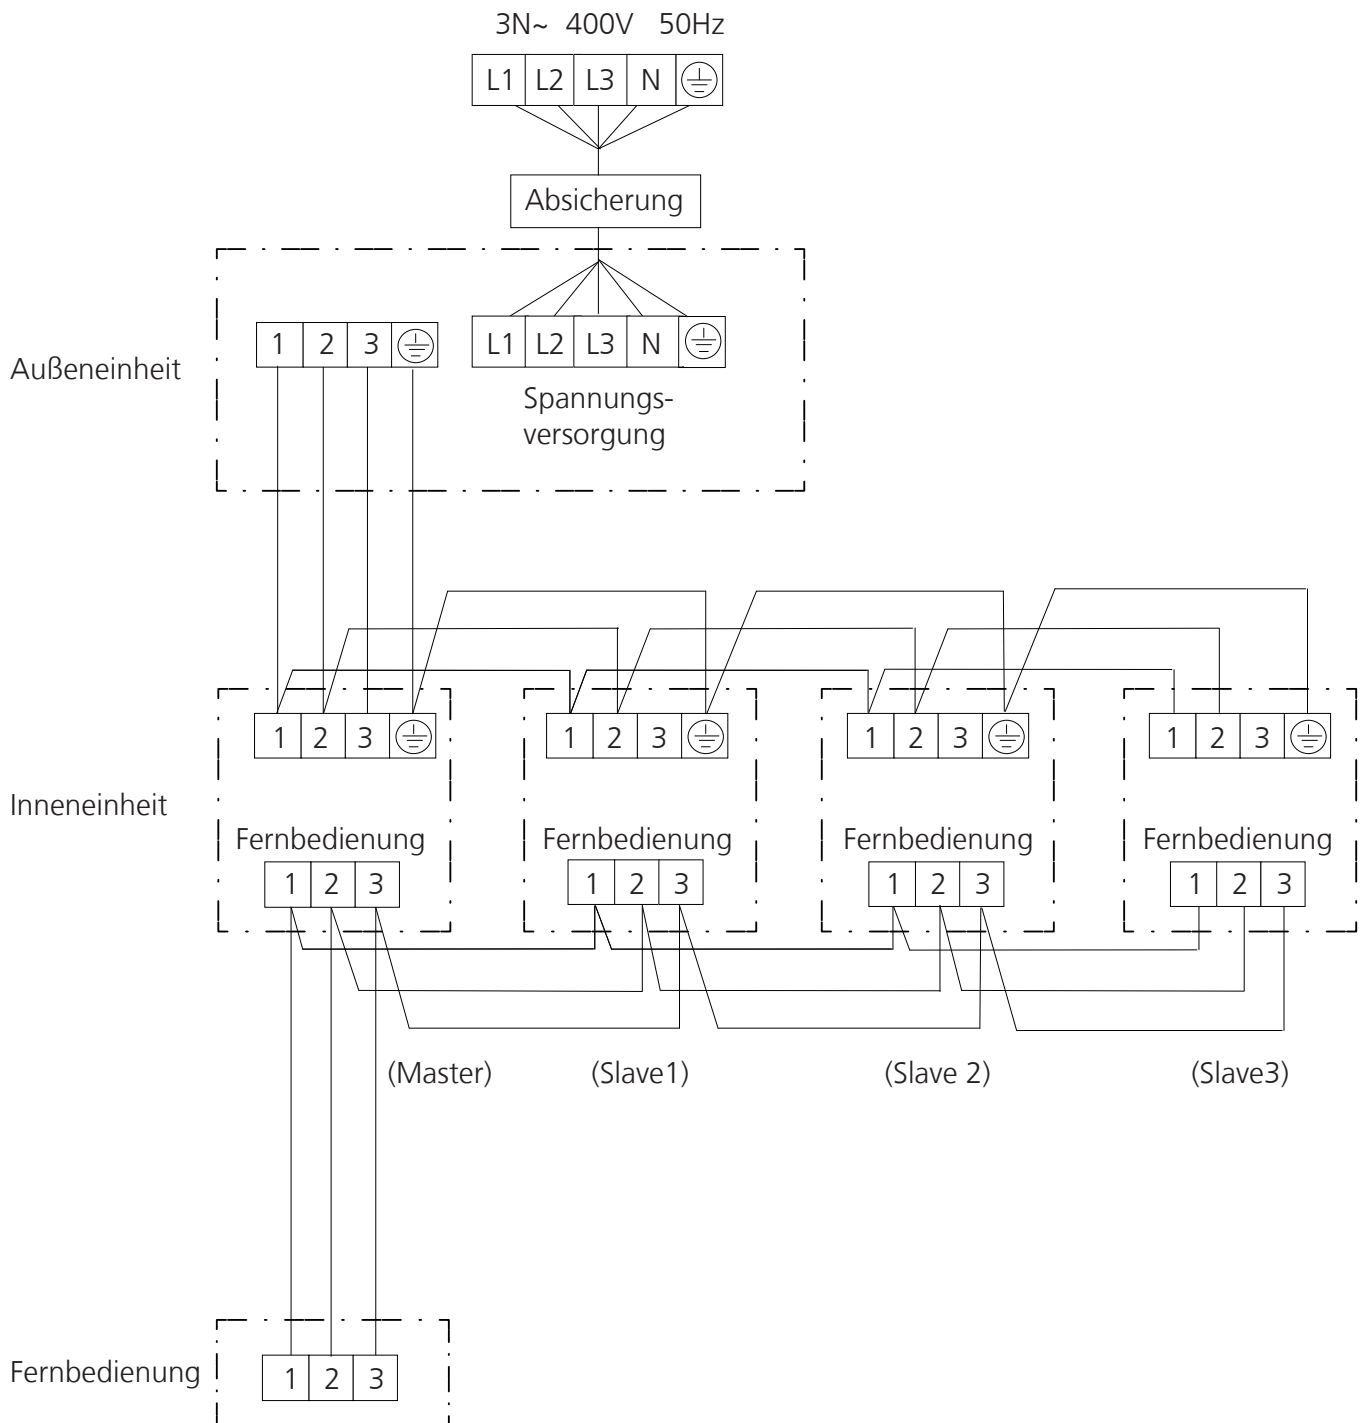 3N~ 400V 50Hz
L1 L2 L3 N
Absicherung
1 2 3
L1 L2 L3 N
Außeneinheit
Spannungs-
versorgung
1 2 3
1 2 3
1 2 3
1 2 3
Inneneinheit
Fernbedienung
Fernbedienung
Fernbedienung
Fernbedienung
1 2 3
1 2 3
1 2 3
1 2 3
(Master)
(Slave1)
(Slave 2)
(Slave3)
Fernbedienung
1 2 3